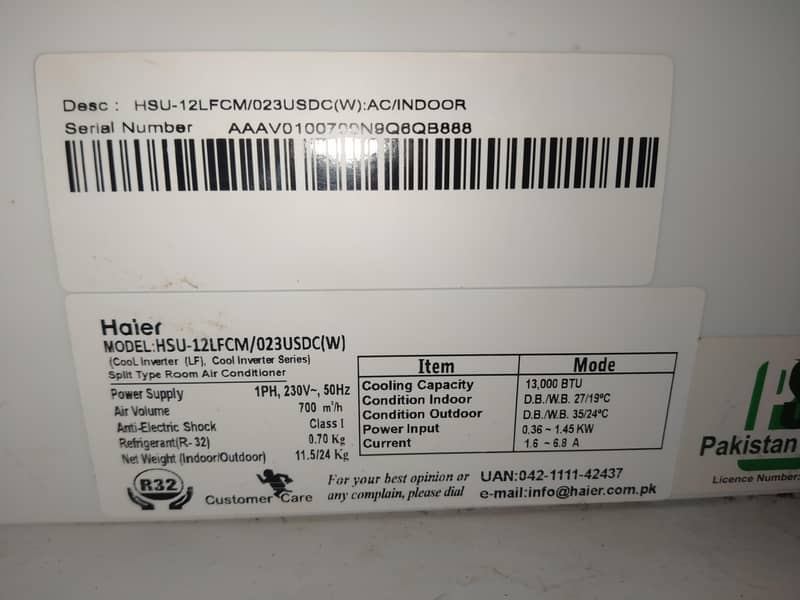 Desc : HSU-12LFCM/023USDC(W):AC/INDOOR
Serial Number
Haier
MODEL:HSU-12LFCM/023USDC(W)
(Cool Inverter (LF), Cool Inverter Series)
Split Type Room Air Conditioner
Power Supply 1PH, 230V~, 50Hz
Air Volume 700 m³/h
Anti-Electric Shock Class I
Refrigerant(R-32) 0.70 Kg
Net Weight (Indoor/Outdoor) 11.5/24 Kg
Item Mode
Cooling Capacity 13,000 BTU
Condition Indoor D.B./W.B. 27/19°C
Condition Outdoor D.B./W.B. 35/24°C
Power Input 0.36 ~ 1.45 KW
Current 1.6 ~ 6.8 A
R32
Customer Care
For your best opinion or
any complain, please dial
UAN:042-1111-42437
e-mail:info@haier.com.pk
Pakistan
Licence Number: